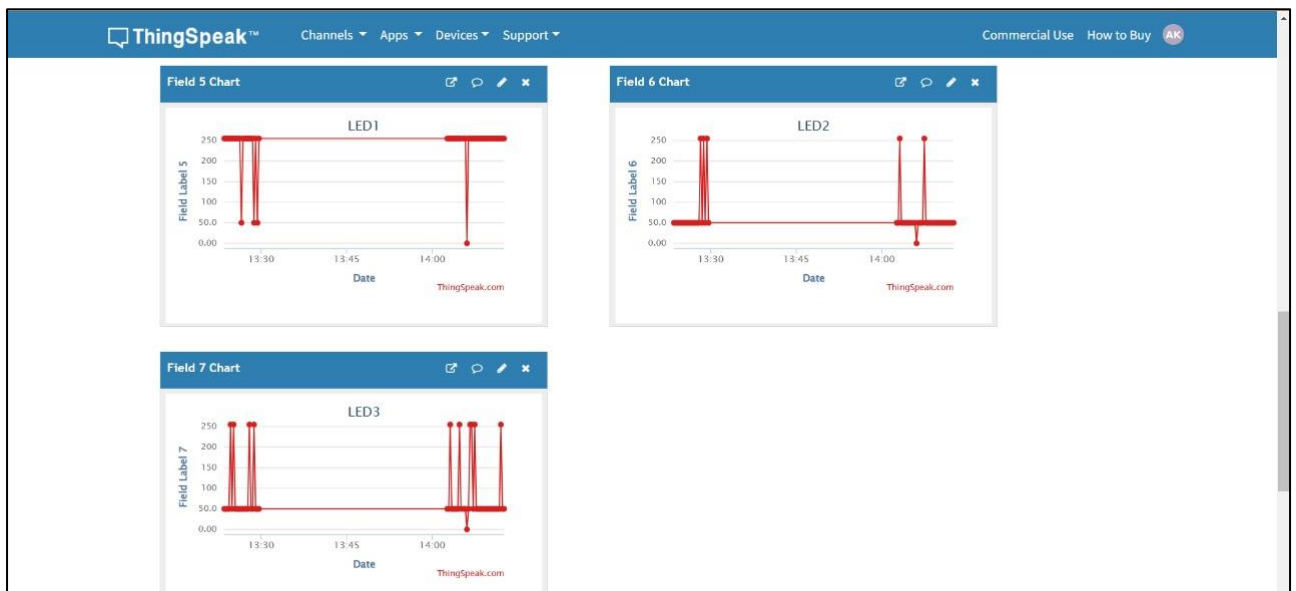 ThingSpeak™ Channels Apps Devices Support Commercial Use How to Buy AK
Field 5 Chart
LED1
Field Label 5
250
200
150
100
50.0
0.00
13:30 13:45 14:00
Date
ThingSpeak.com
Field 6 Chart
LED2
Field Label 6
250
200
150
100
50.0
0.00
13:30 13:45 14:00
Date
ThingSpeak.com
Field 7 Chart
LED3
Field Label 7
250
200
150
100
50.0
0.00
13:30 13:45 14:00
Date
ThingSpeak.com